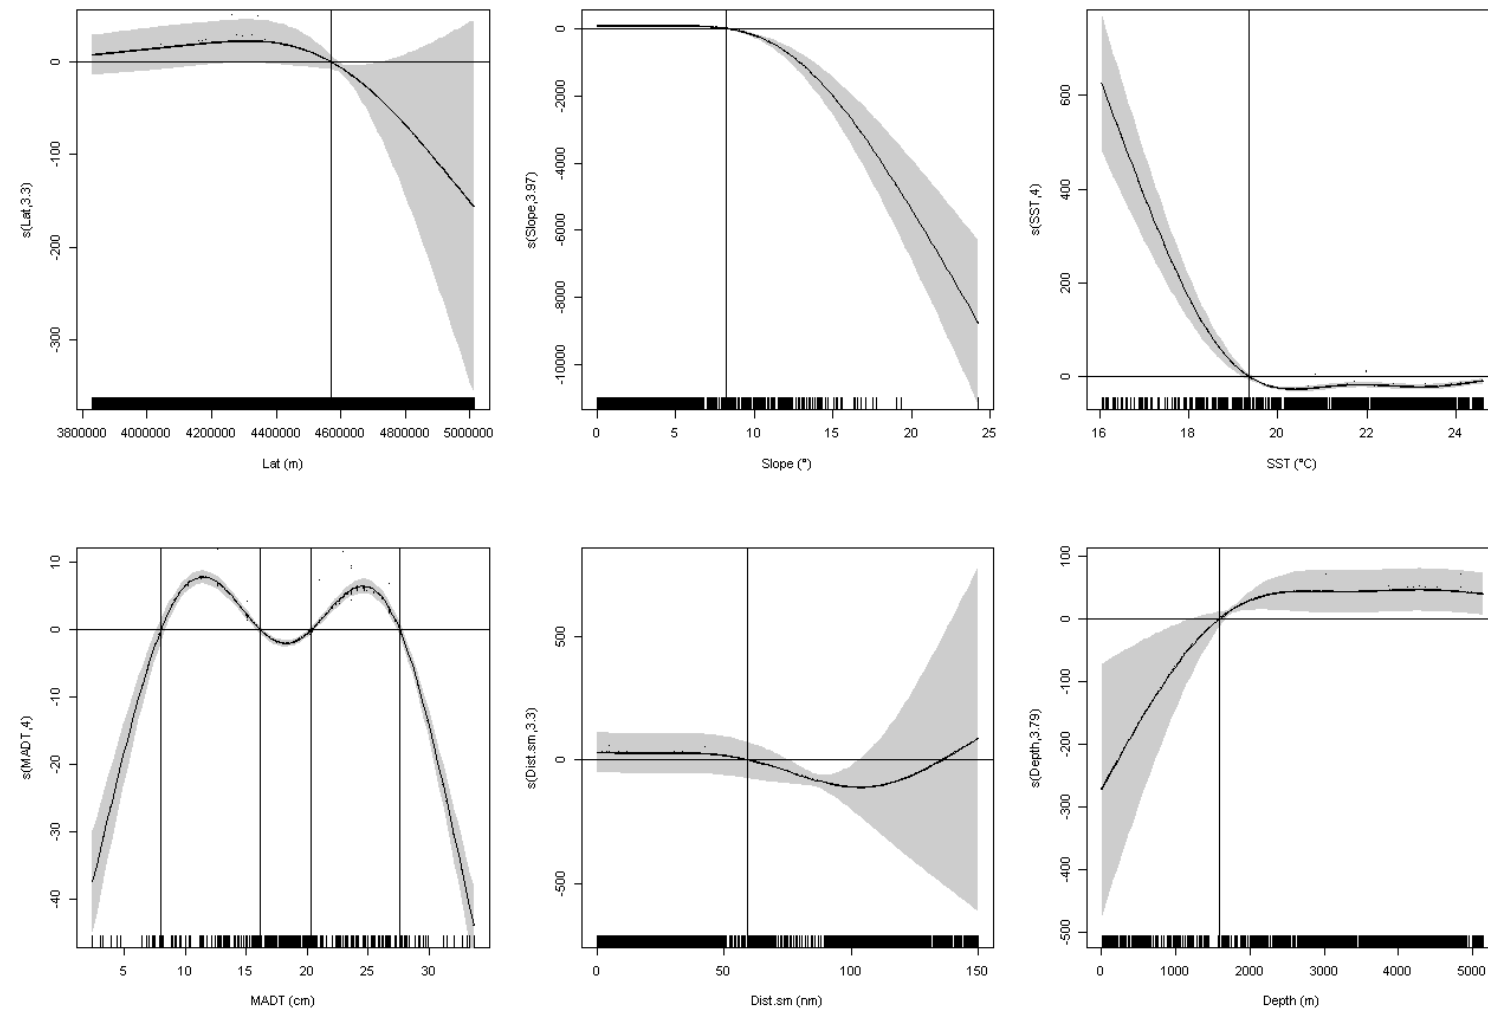 50
0
-100
-200
-300
s(Lat,3.3)
3800000 4000000 4200000 4400000 4600000 4800000 5000000
Lat (m)
0
-2000
-4000
-6000
-8000
-10000
s(Slope,3.97)
0 5 10 15 20 25
Slope (°)
600
400
200
0
s(SST,4)
16 18 20 22 24
SST (°C)
10
0
-10
-20
-30
-40
s(MADT,4)
5 10 15 20 25 30
MADT (cm)
500
0
-500
s(Dist.sm,3.3)
0 50 100 150
Dist.sm (nm)
100
0
-100
-200
-300
-400
-500
s(Depth,3.79)
0 1000 2000 3000 4000 5000
Depth (m)